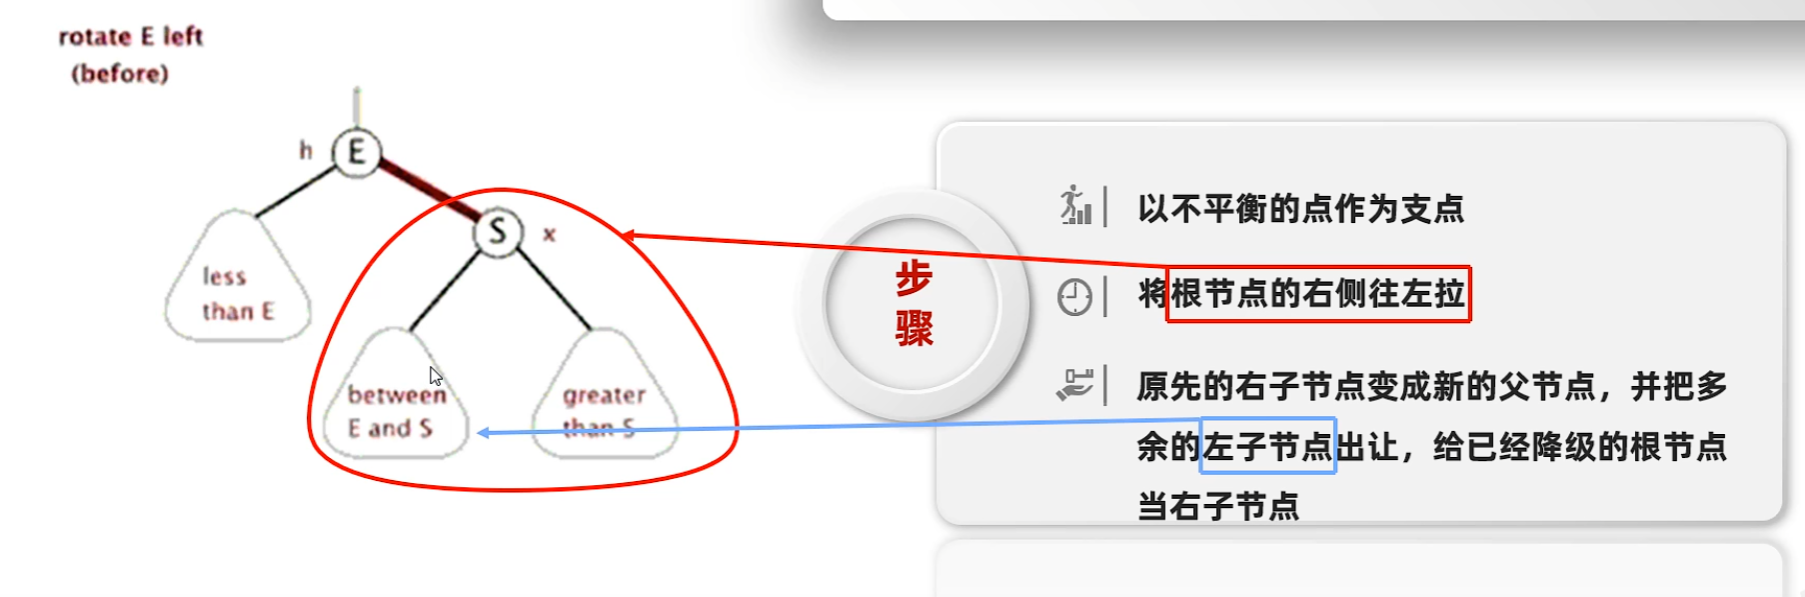 rotate E left
(before)
h
E
S
x
less
than E
between
E and S
greater
than S
步
骤
以不平衡的点作为支点
将根节点的右侧往左拉
原先的右子节点变成新的父节点，并把多
余的左子节点出让，给已经降级的根节点
当右子节点